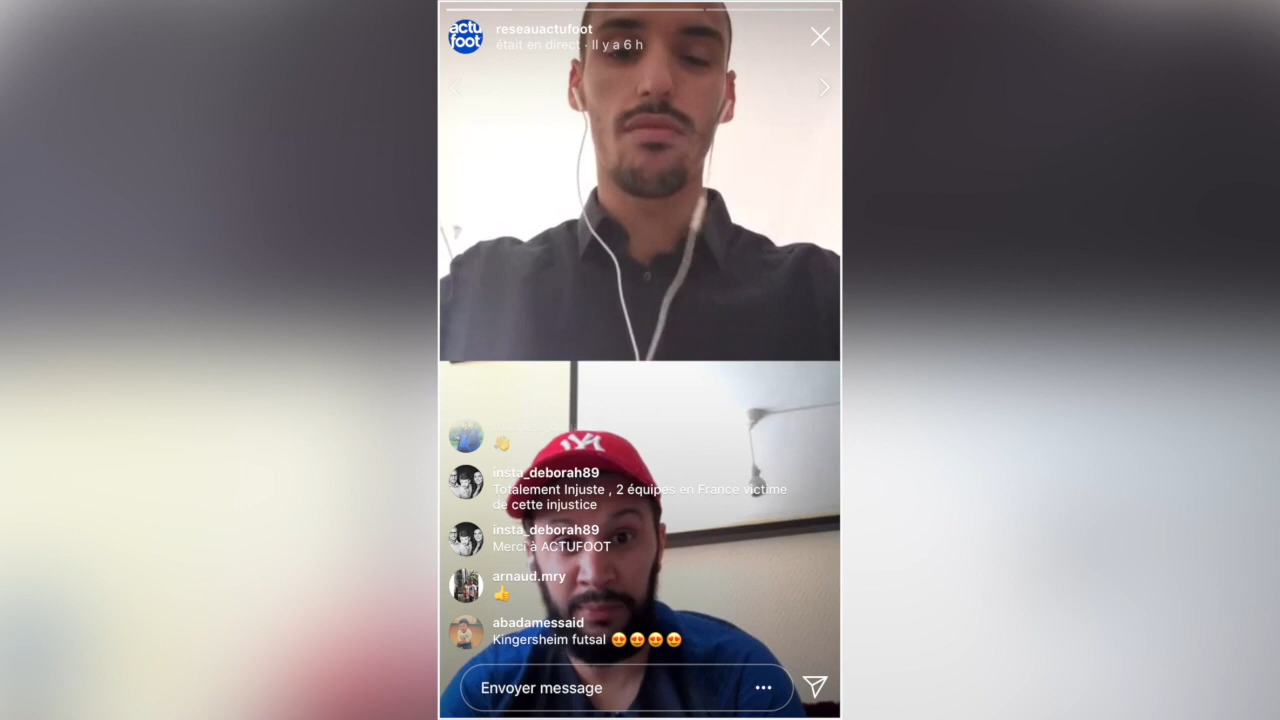 actu
foot
reseauactufoot
était en direct · Il y a 6 h
👋
NY
insta_deborah89
Totalement Injuste , 2 équipes en France victime
de cette injustice
insta_deborah89
Merci à ACTUFOOT
arnaud.mry
👍
abadamessaid
Kingersheim futsal 😍😍😍😍
Envoyer message